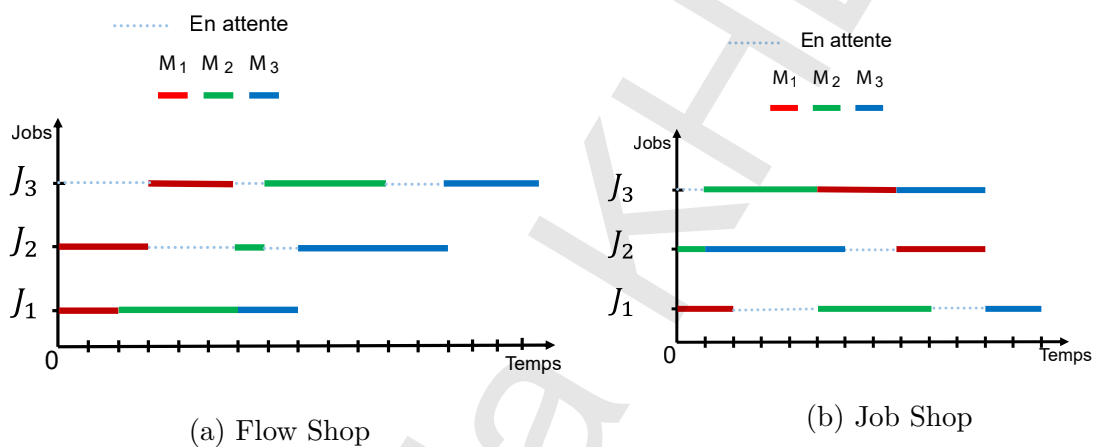 En attente
M1 M2 M3
Jobs
J3
J2
J1
0
Temps
(a) Flow Shop
En attente
M1 M2 M3
Jobs
J3
J2
J1
0
Temps
(b) Job Shop